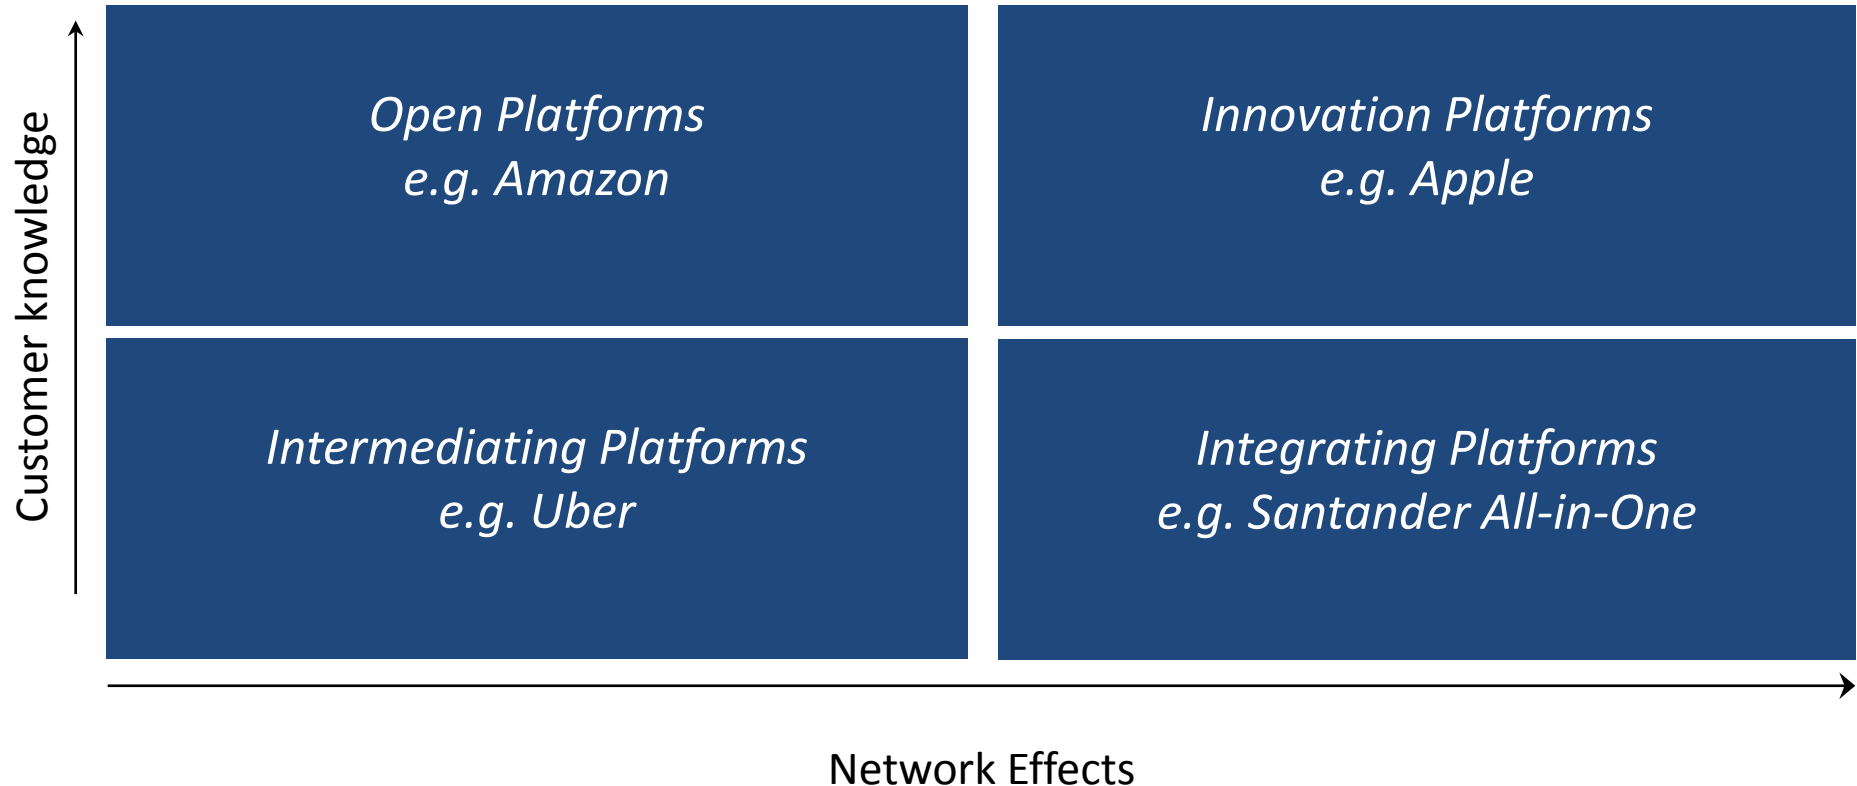 Customer knowledge
Open Platforms
e.g. Amazon
Innovation Platforms
e.g. Apple
Intermediating Platforms
e.g. Uber
Integrating Platforms
e.g. Santander All-in-One
Network Effects